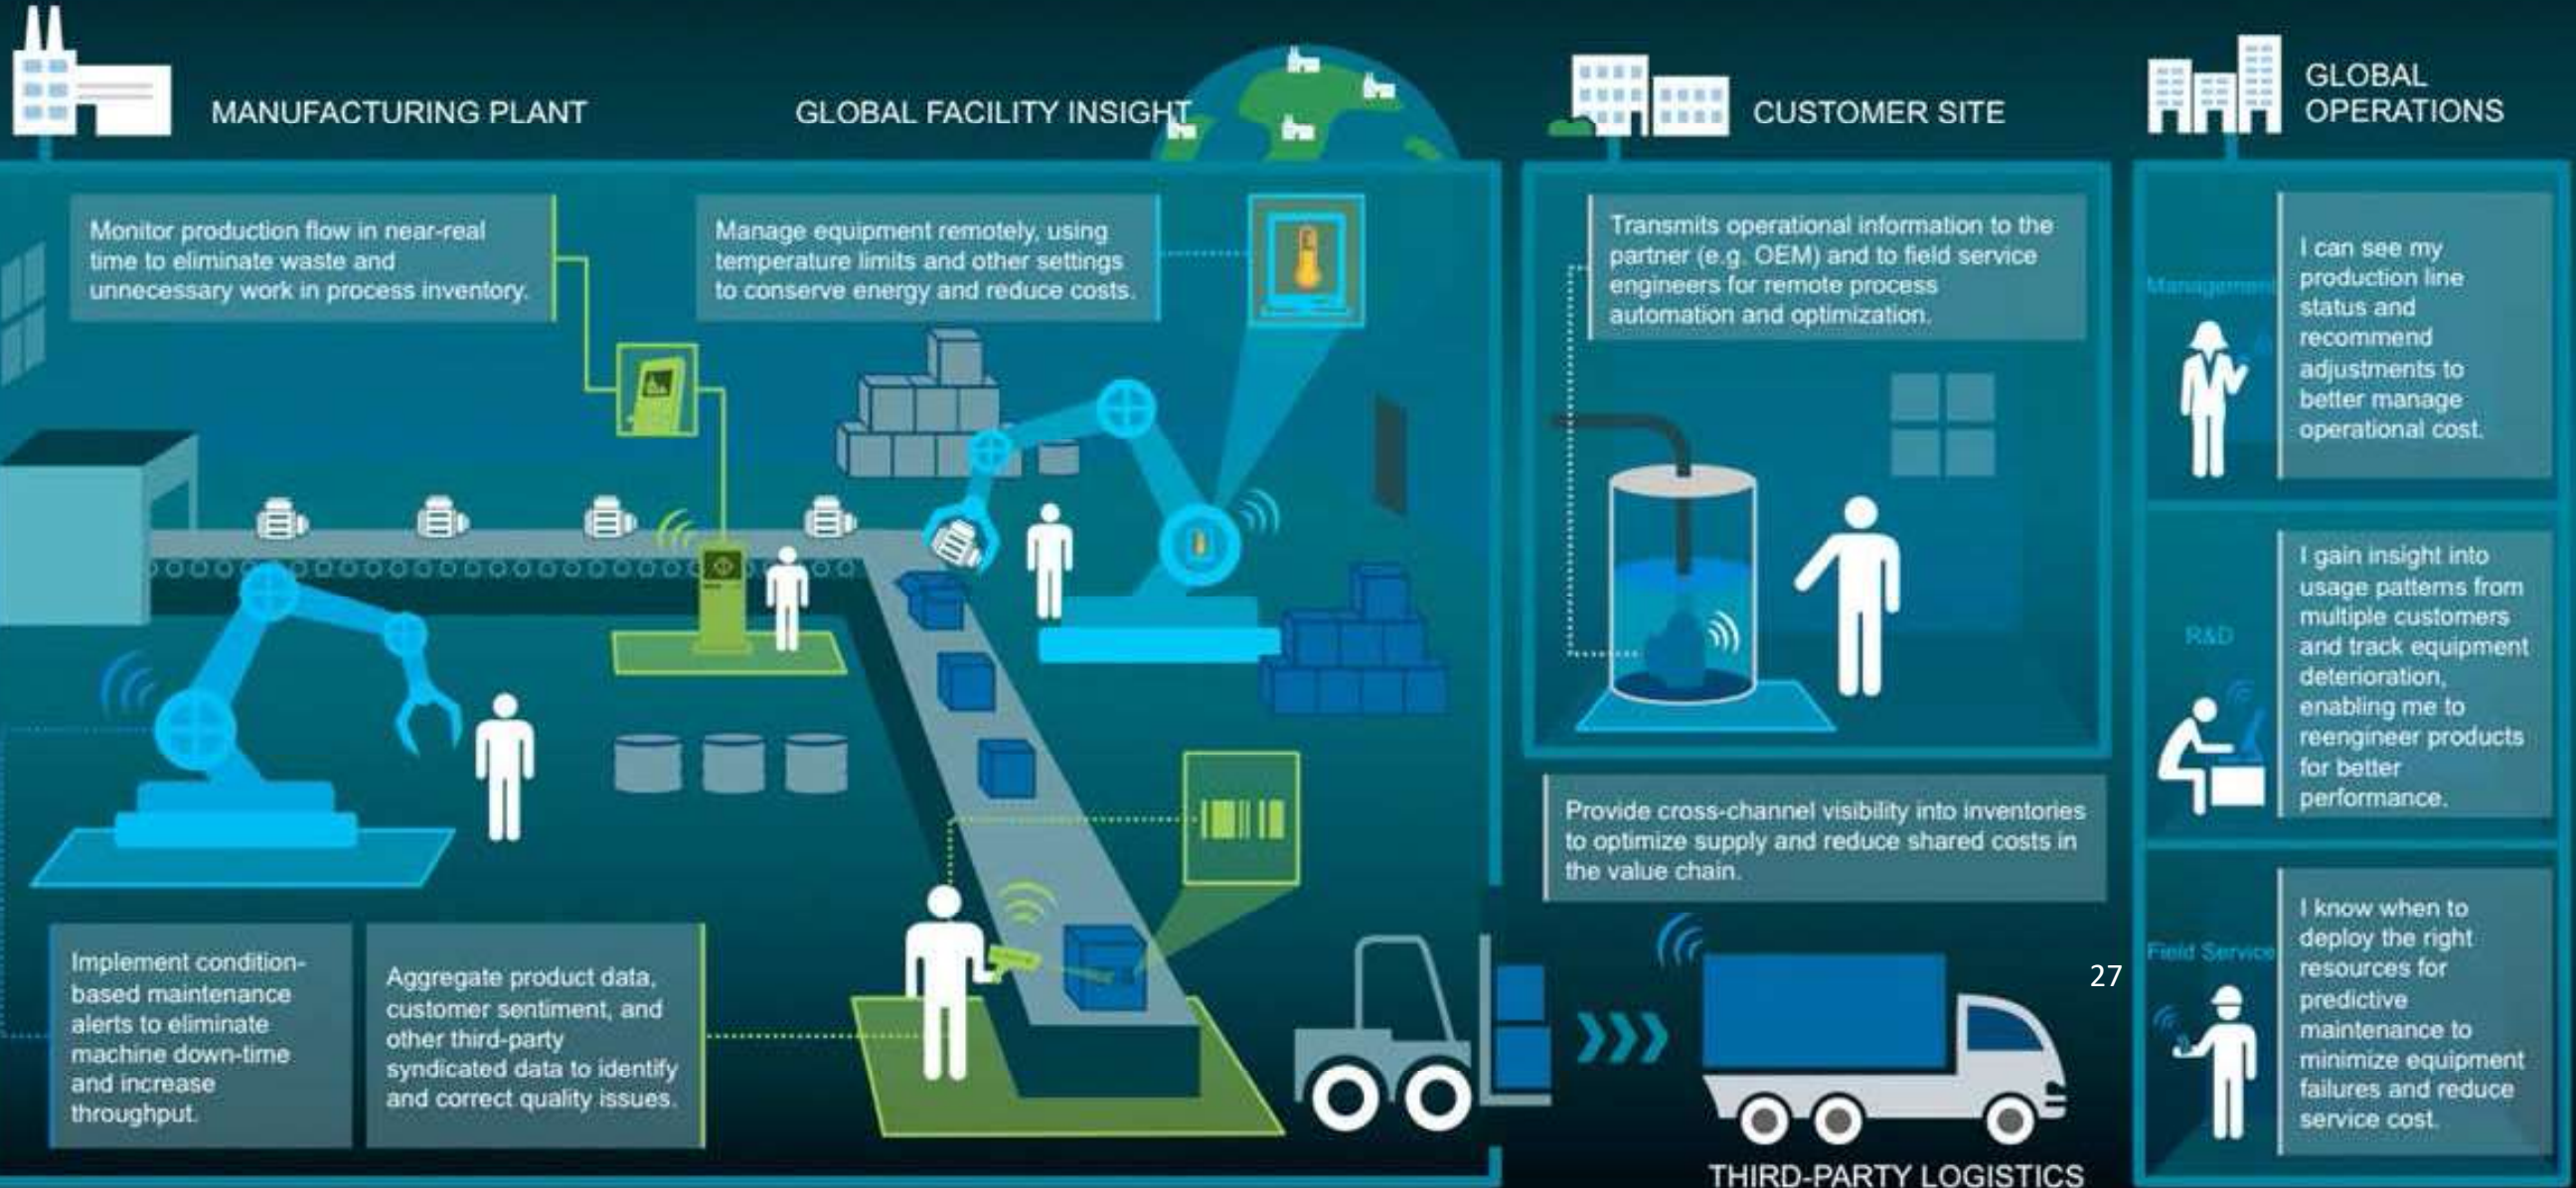 MANUFACTURING PLANT
GLOBAL FACILITY INSIGHT
CUSTOMER SITE
GLOBAL
OPERATIONS
Monitor production flow in near-real
time to eliminate waste and
unnecessary work in process inventory.
Manage equipment remotely, using
temperature limits and other settings
to conserve energy and reduce costs.
Implement condition-
based maintenance
alerts to eliminate
machine down-time
and increase
throughput.
Aggregate product data,
customer sentiment, and
other third-party
syndicated data to identify
and correct quality issues.
Transmits operational information to the
partner (e.g. OEM) and to field service
engineers for remote process
automation and optimization.
Provide cross-channel visibility into inventories
to optimize supply and reduce shared costs in
the value chain.
THIRD-PARTY LOGISTICS
27
Management
I can see my
production line
status and
recommend
adjustments to
better manage
operational cost.
R&D
I gain insight into
usage patterns from
multiple customers
and track equipment
deterioration,
enabling me to
reengineer products
for better
performance.
Field Service
I know when to
deploy the right
resources for
predictive
maintenance to
minimize equipment
failures and reduce
service cost.